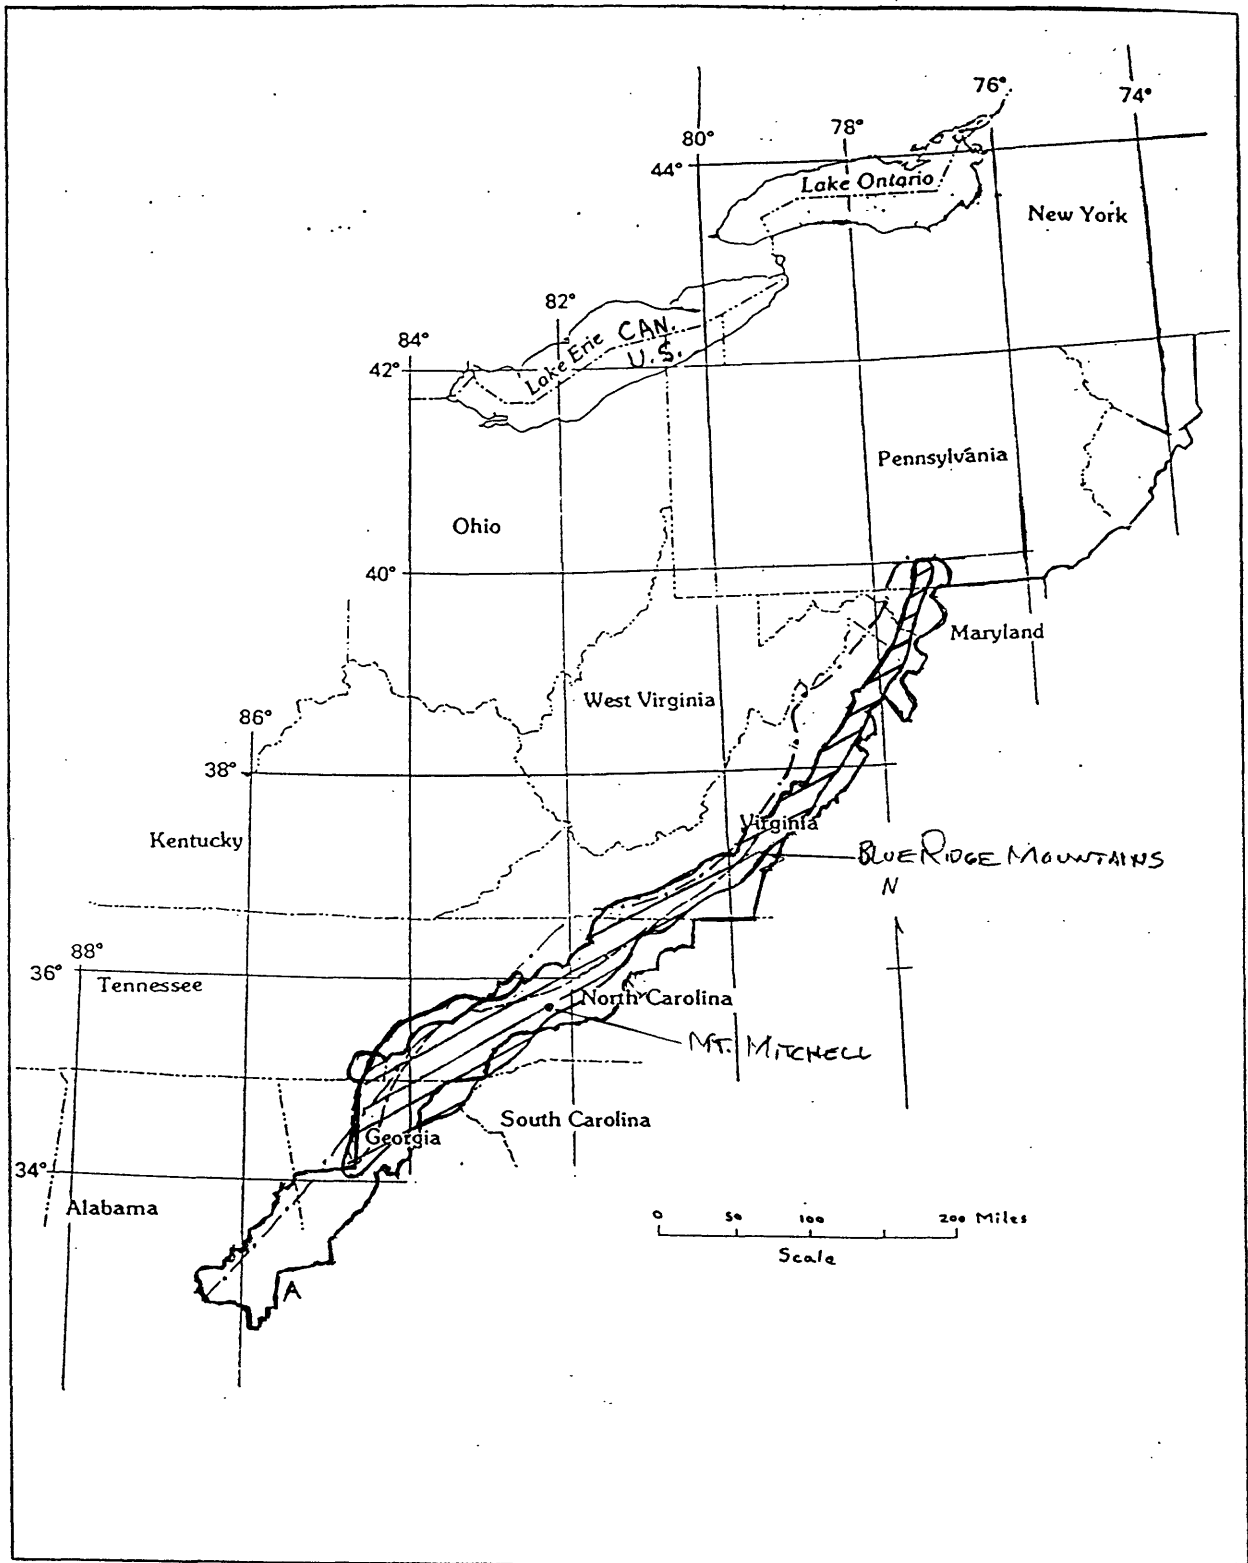 76°
74°
78°
80°
44°
Lake Ontario
New York
82°
CAN.
Lake Erie
U.S.
84°
42°
Pennsylvania
Ohio
40°
Maryland
West Virginia
86°
38°
Virginia
Kentucky
BLUE RIDGE MOUNTAINS
N
88°
36°
Tennessee
North Carolina
MT. MITCHELL
South Carolina
Georgia
34°
Alabama
0 50 100 200 Miles
Scale
A